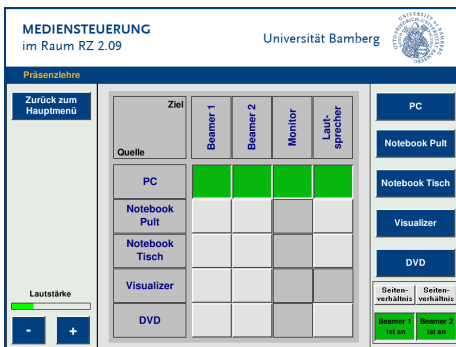 MEDIENSTEUERUNG
im Raum RZ 2.09
Universität Bamberg
Präsenzlehre
Zurück zum
Hauptmenü
Ziel
Quelle
Beamer 1
Beamer 2
Monitor
Laut-
sprecher
PC
Notebook
Pult
Notebook
Tisch
Visualizer
DVD
PC
Notebook Pult
Notebook Tisch
Visualizer
DVD
Lautstärke
-
+
Seiten-
verhältnis
Seiten-
verhältnis
Beamer 1
ist an
Beamer 2
ist an